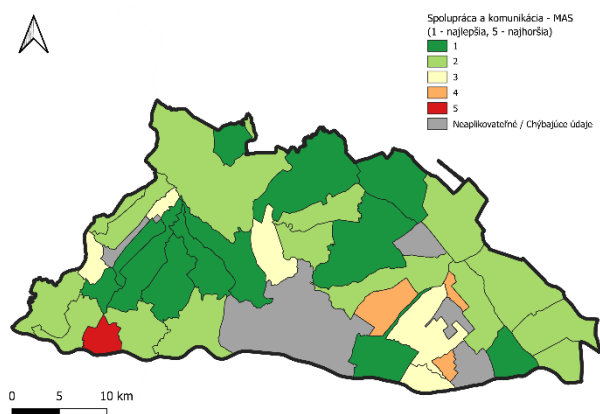 Spolupráca a komunikácia - MAS
(1 - najlepšia, 5 - najhoršia)
1
2
3
4
5
Neaplikovateľné / Chýbajúce údaje
0 5 10 km